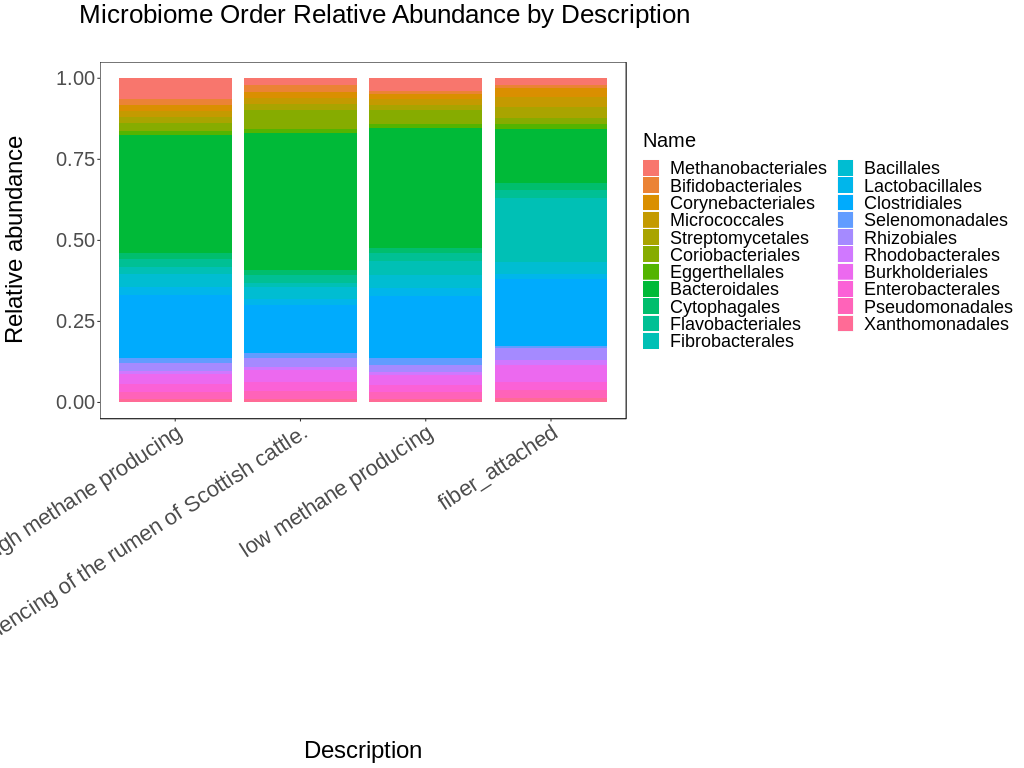 Microbiome Order Relative Abundance by Description
Relative abundance
1.00
0.75
0.50
0.25
0.00
methane producing
of the rumen of Scottish cattle.
low methane producing
fiber_attached
Description
Name
Methanobacteriales
Bifidobacteriales
Corynebacteriales
Micrococcales
Streptomycetales
Coriobacteriales
Eggerthellales
Bacteroidales
Cytophagales
Flavobacteriales
Fibrobacterales
Bacillales
Lactobacillales
Clostridiales
Selenomonadales
Rhizobiales
Rhodobacterales
Burkholderiales
Enterobacterales
Pseudomonadales
Xanthomonadales